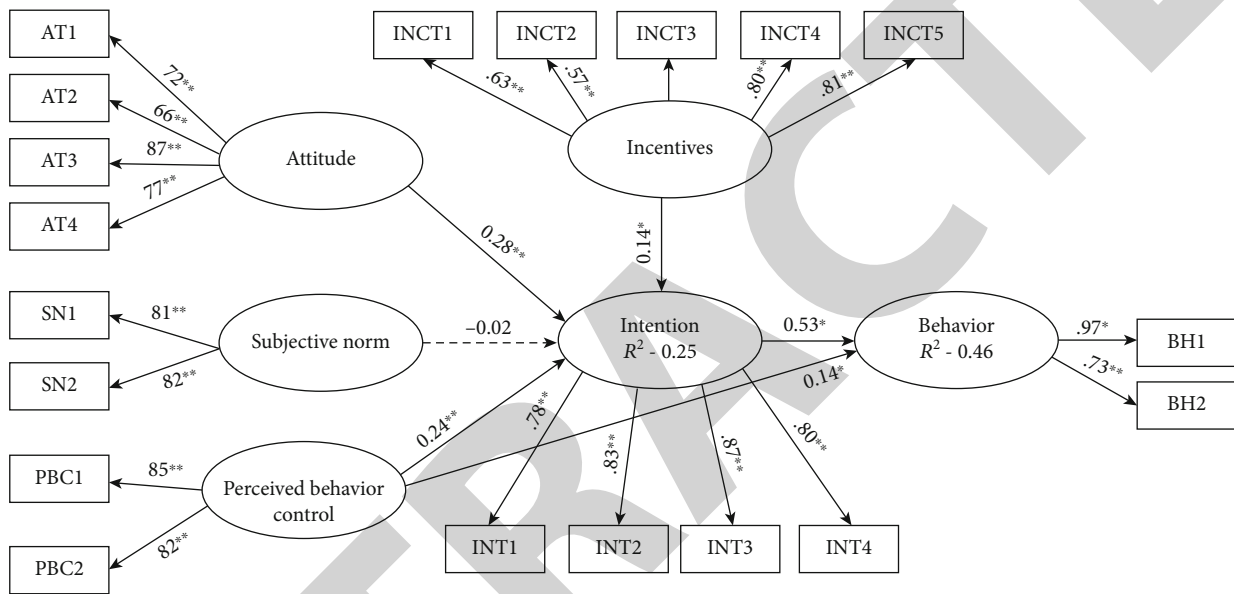 AT1
AT2
AT3
AT4
72**
66**
87**
77**
Attitude
INCT1
INCT2
INCT3
INCT4
INCT5
.63**
.57**
.80**
.81**
Incentives
0.28**
0.14*
SN1
SN2
81**
82**
Subjective norm
–0.02
Intention
R² - 0.25
0.53*
Behavior
R² - 0.46
.97*
.73**
BH1
BH2
0.14*
0.24**
PBC1
PBC2
85**
82**
Perceived behavior
control
.78**
.83**
.87**
.80**
INT1
INT2
INT3
INT4